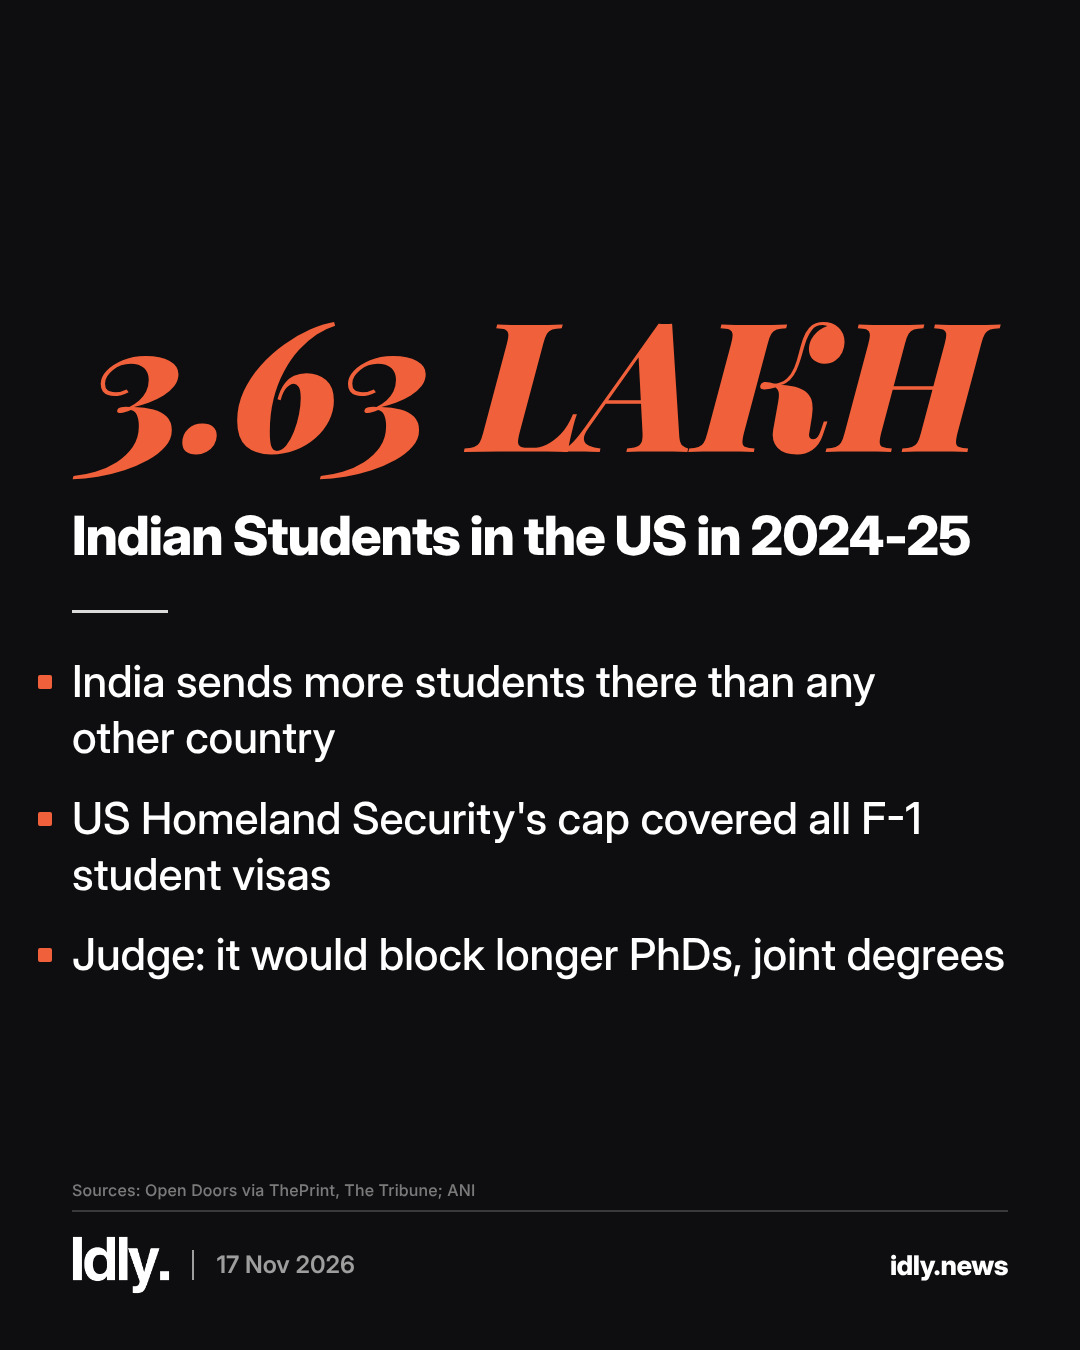 3.63 LAKH
Indian Students in the US in 2024-25
India sends more students there than any
other country
US Homeland Security's cap covered all F-1
student visas
Judge: it would block longer PhDs, joint degrees
Sources: Open Doors via ThePrint, The Tribune; ANI
Idly. | 17 Nov 2026
idly.news